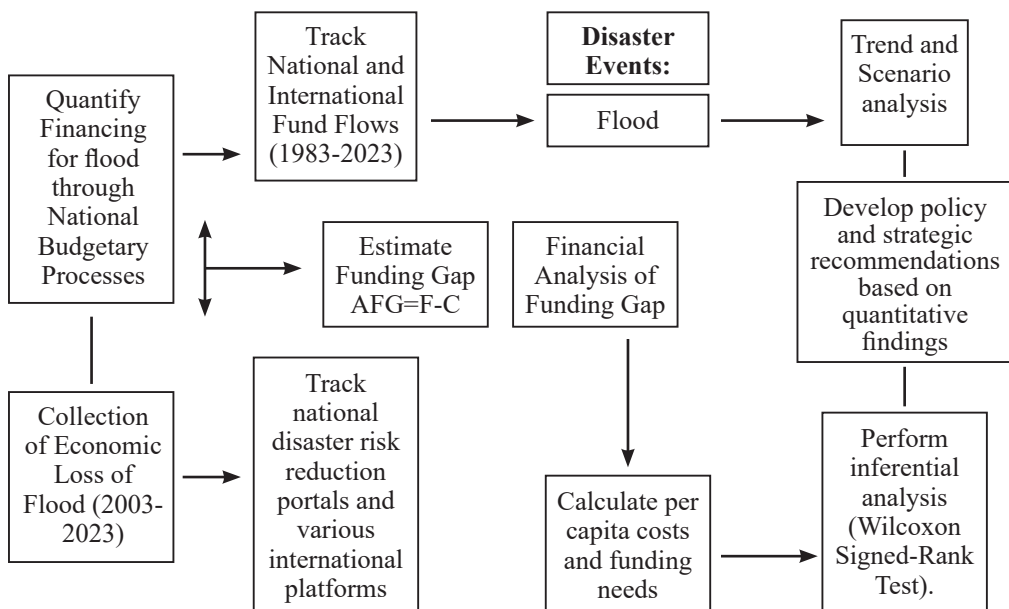 Quantify
Financing
for flood
through
National
Budgetary
Processes
Track
National and
International
Fund Flows
(1983-2023)
Disaster
Events:
Flood
Trend and
Scenario
analysis
Estimate
Funding Gap
AFG=F-C
Financial
Analysis of
Funding Gap
Develop policy
and strategic
recommendations
based on
quantitative
findings
Collection
of Economic
Loss of
Flood (2003-
2023)
Track
national
disaster risk
reduction
portals and
various
international
platforms
Calculate per
capita costs
and funding
needs
Perform
inferential
analysis
(Wilcoxon
Signed-Rank
Test).